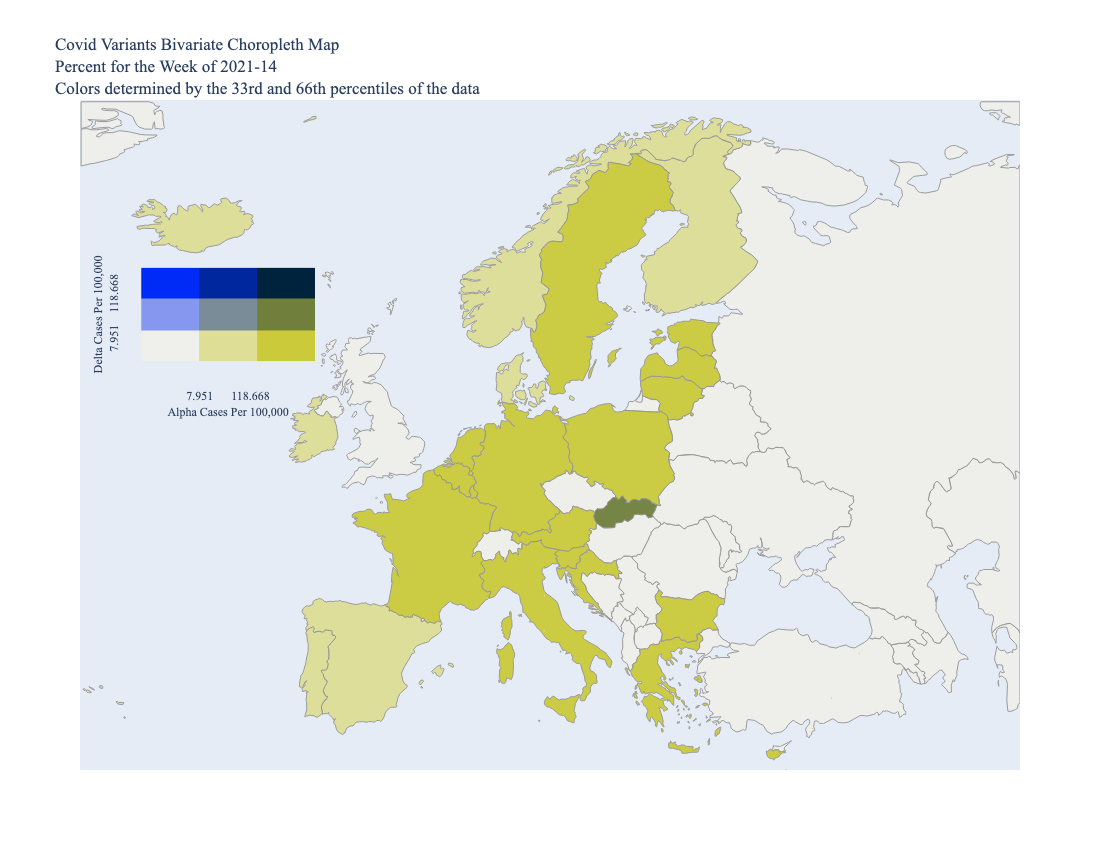 Covid Variants Bivariate Choropleth Map
Percent for the Week of 2021-14
Colors determined by the 33rd and 66th percentiles of the data
Delta Cases Per 100,000
7.951 118.668
7.951 118.668
Alpha Cases Per 100,000